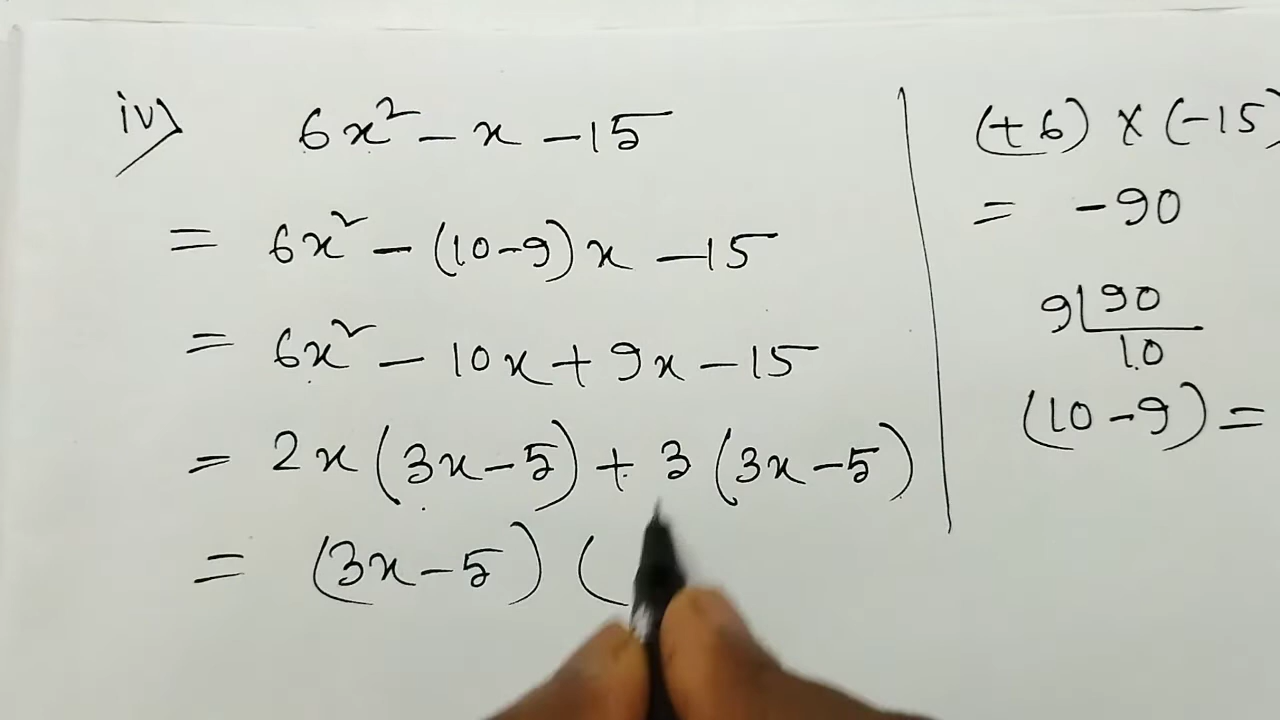 iv) 6x² - x - 15
= 6x² - (10-9)x - 15
= 6x² - 10x + 9x - 15
= 2x(3x-5) + 3(3x-5)
= (3x-5)(
(+6) × (-15)
= -90
9|90
10
(10-9) =